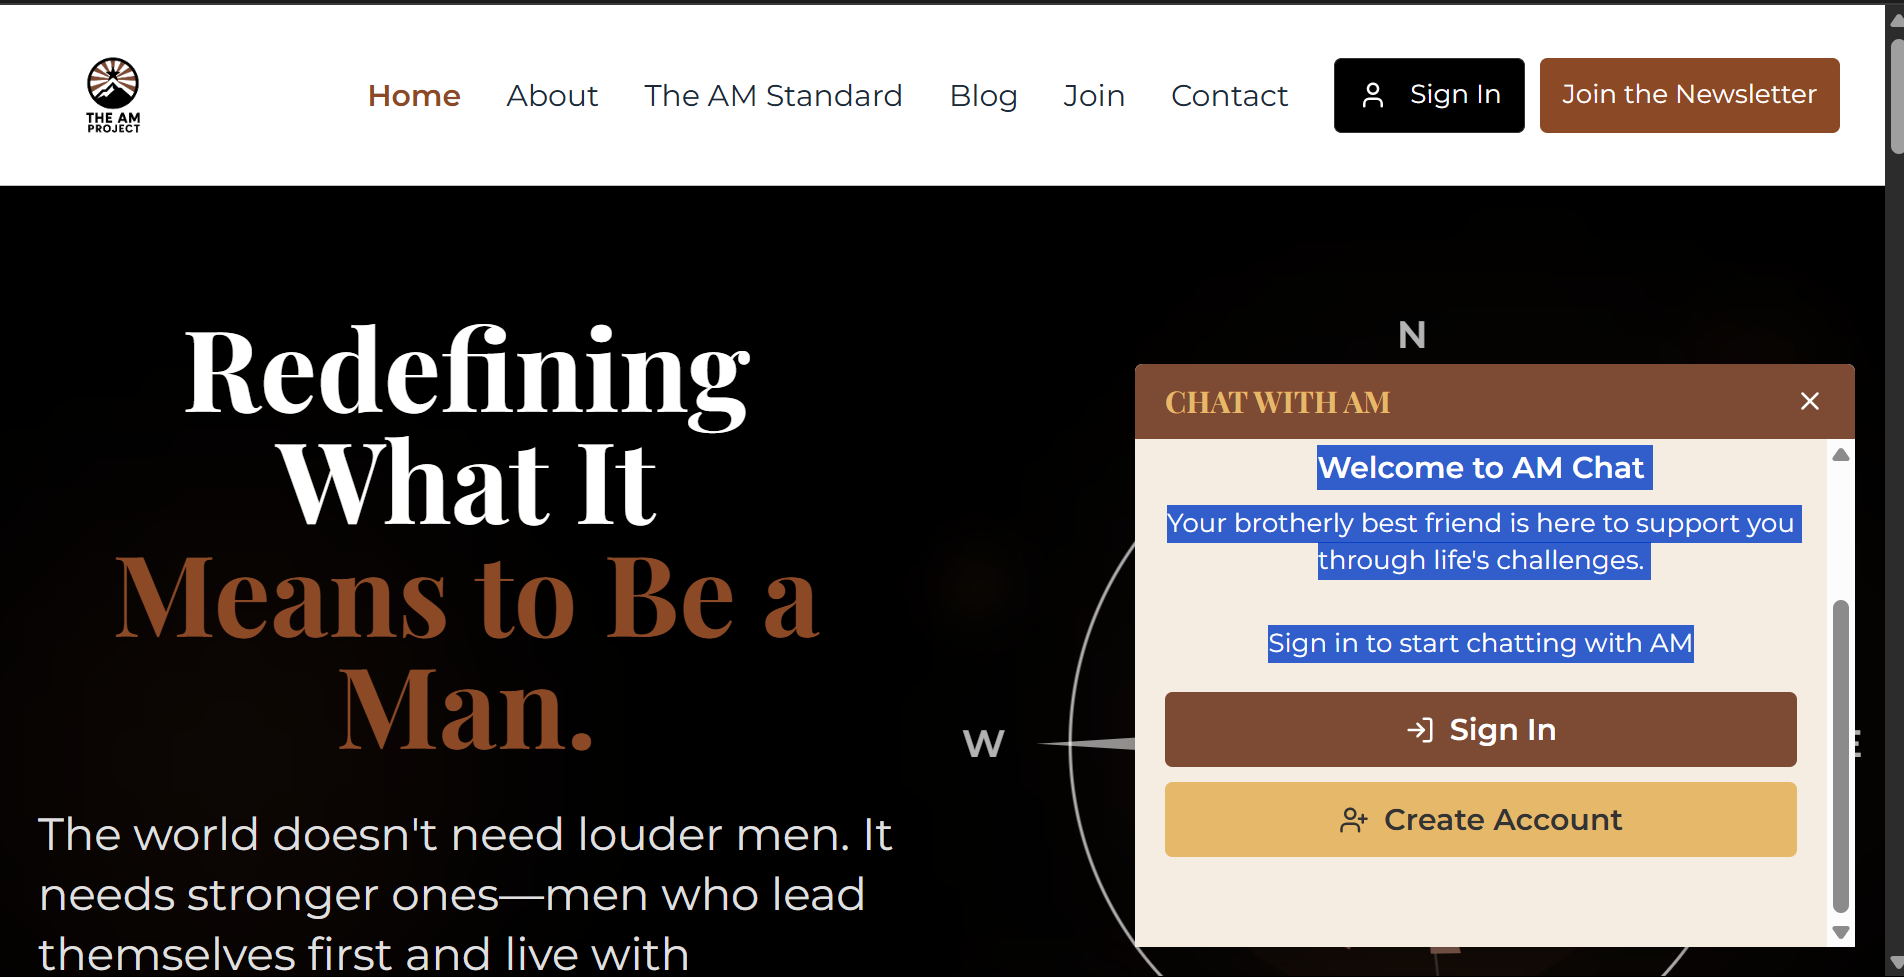 THE AM
PROJECT
Home
About
The AM Standard
Blog
Join
Contact
Sign In
Join the Newsletter
Redefining
What It
Means to Be a
Man.
The world doesn't need louder men. It
needs stronger ones—men who lead
themselves first and live with
N
W
E
CHAT WITH AM
Welcome to AM Chat
Your brotherly best friend is here to support you
through life's challenges.
Sign in to start chatting with AM
Sign In
Create Account